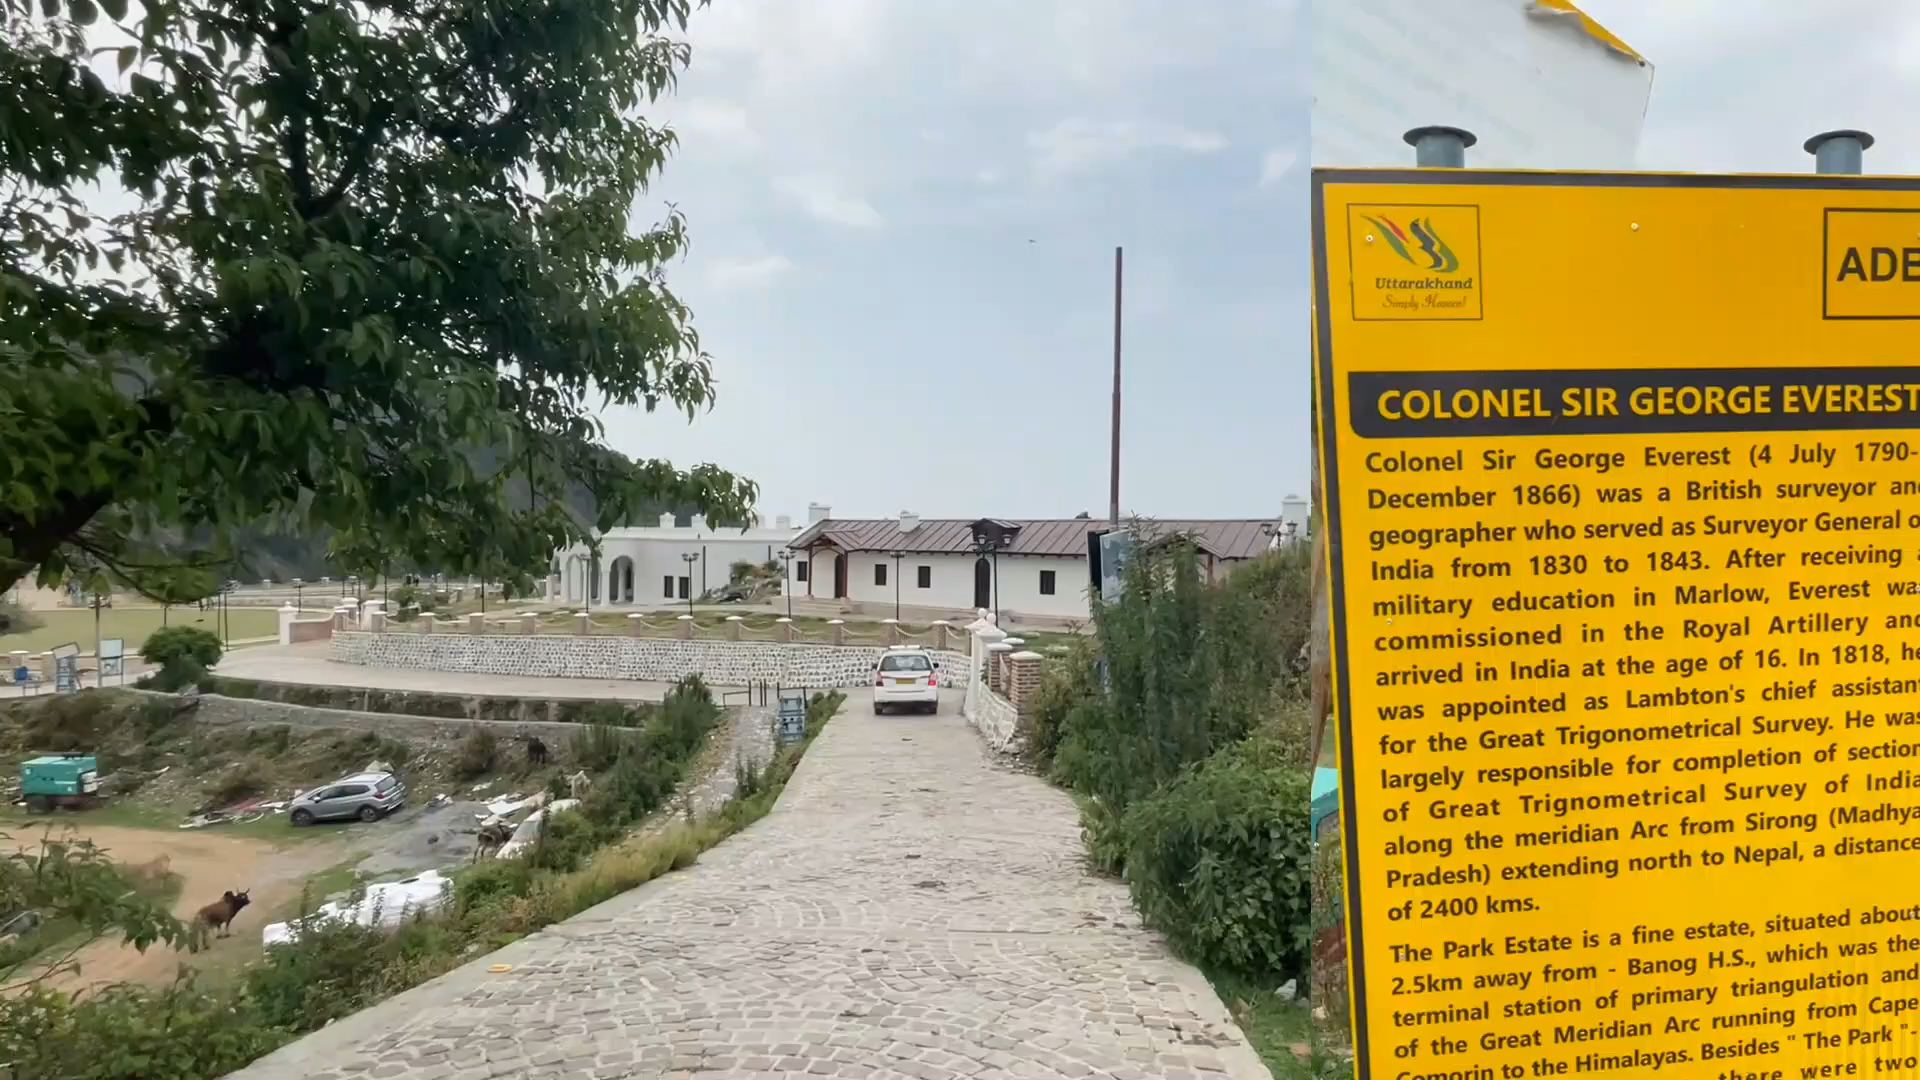 Uttarakhand
Simply Heaven!
ADB
COLONEL SIR GEORGE EVEREST
Colonel Sir George Everest (4 July 1790-
December 1866) was a British surveyor and
geographer who served as Surveyor General o
India from 1830 to 1843. After receiving a
military education in Marlow, Everest was
commissioned in the Royal Artillery and
arrived in India at the age of 16. In 1818, he
was appointed as Lambton's chief assistant
for the Great Trigonometrical Survey. He was
largely responsible for completion of section
of Great Trignometrical Survey of India
along the meridian Arc from Sirong (Madhya
Pradesh) extending north to Nepal, a distance
of 2400 kms.
The Park Estate is a fine estate, situated about
2.5km away from - Banog H.S., which was the
terminal station of primary triangulation and
of the Great Meridian Arc running from Cape
Comorin to the Himalayas. Besides " The Park "-
there were two